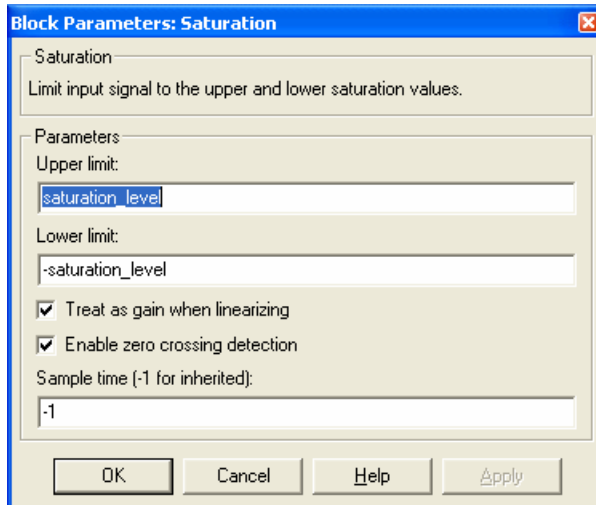 Block Parameters: Saturation
Saturation
Limit input signal to the upper and lower saturation values.
Parameters
Upper limit:
saturation_level
Lower limit:
-saturation_level
Treat as gain when linearizing
Enable zero crossing detection
Sample time (-1 for inherited):
-1
OK Cancel Help Apply